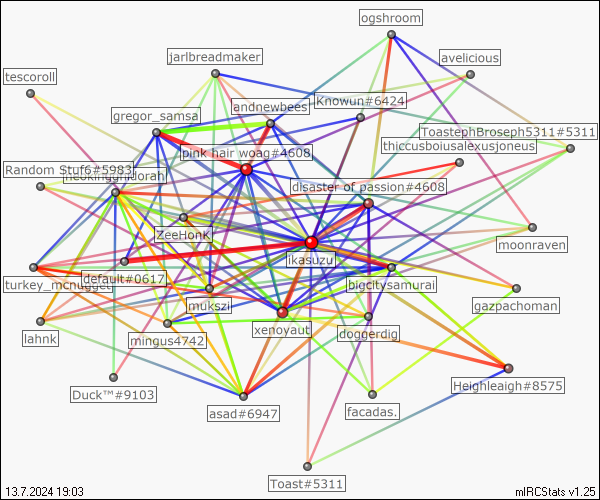 ogshroom
jarlbreadmaker
avelicious
tescoroll
andnewbees
Knowun#6424
gregor_samsa
ToastephBroseph5311#5311
thiccusboiusalexusjoneus
pink hair woag#4608
Random Stuf6#5983
disaster of passion#4608
ZeeHonK
moonraven
ikasuzu
default#0617
turkey_mcnugget
bigcitysamurai
mukszi
gazpachoman
lahnk
mingus4742
xenoyaut
doggerdig
Duck™#9103
Heighleaigh#8575
asad#6947
facadas.
Toast#5311
13.7.2024 19:03
mIRCStats v1.25